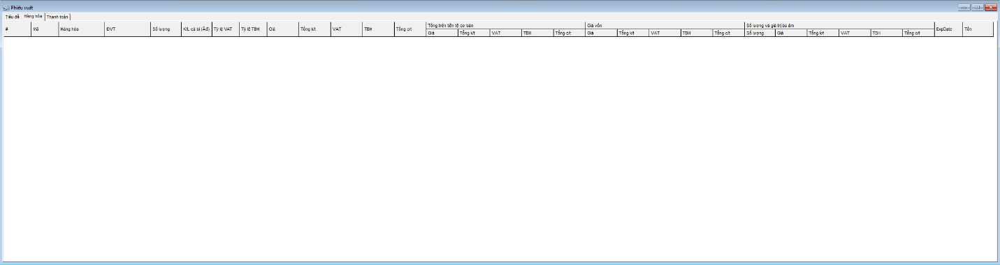 Phiếu xuất
Tiêu đề Hàng hóa Thanh toán
# Mã Hàng hóa ĐVT Số lượng K/L cả bì (Âđ) Tỷ lệ VAT Tỷ lệ TBH Giá Tổng k/t VAT TBH Tổng c/t Tổng trên tiền tệ cơ bản Giá vốn Số lượng và giá trị bù âm ExpDate Tồn
Giá Tổng k/t VAT TBH Tổng c/t Giá Tổng k/t VAT TBH Tổng c/t Số lượng Giá Tổng k/t VAT TBH Tổng c/t